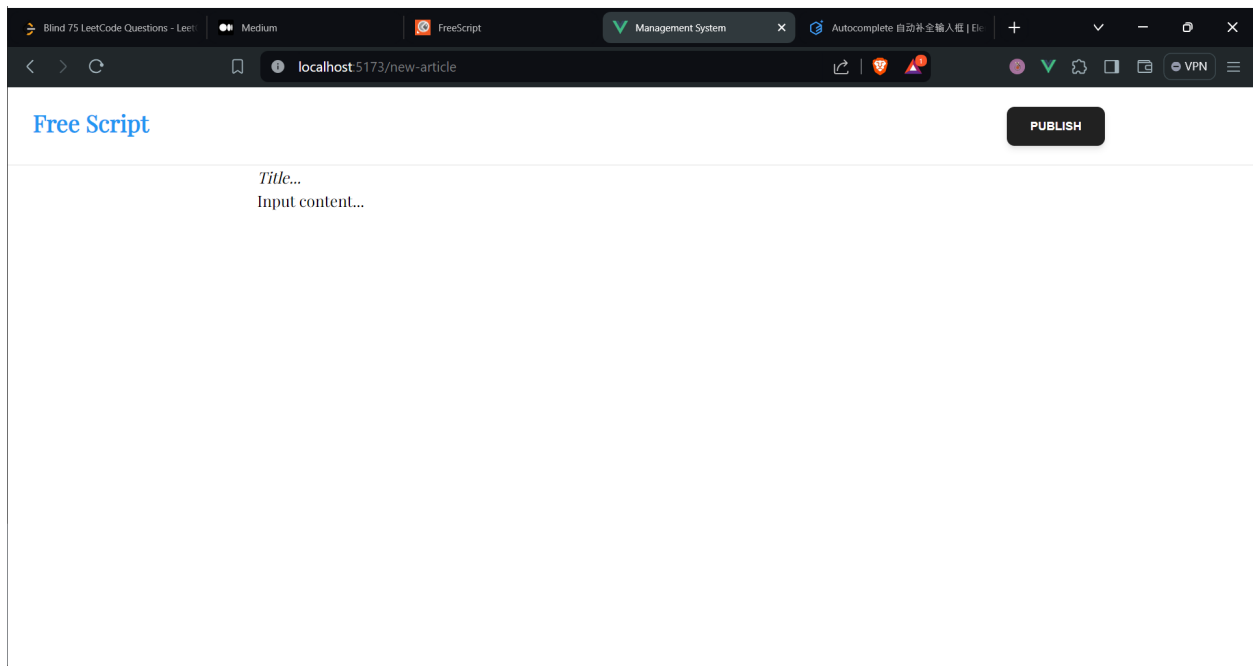 Blind 75 LeetCode Questions - Leet
Medium
FreeScript
Management System
Autocomplete 自动补全输入框 | Ele
localhost:5173/new-article
1
VPN
Free Script
PUBLISH
Title...
Input content...